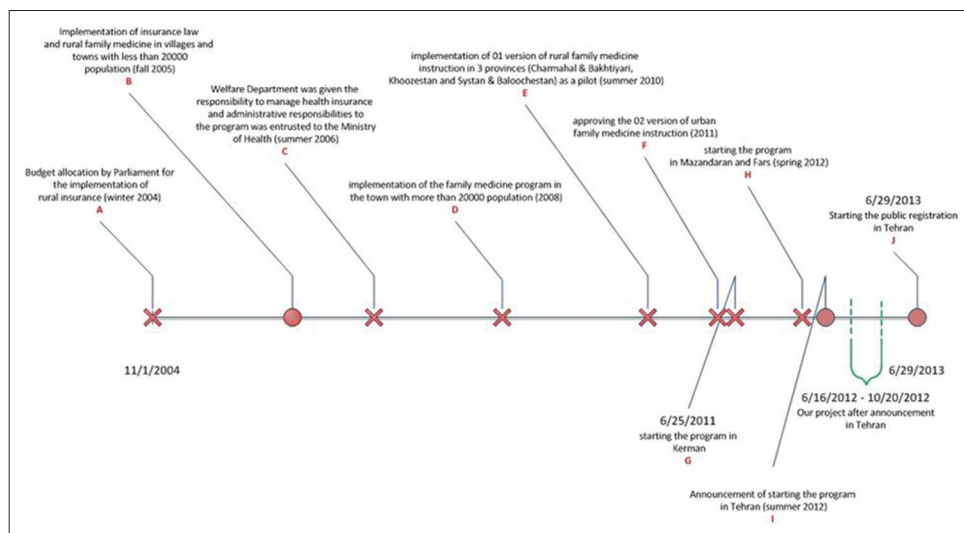 Implementation of insurance law
and rural family medicine in villages and
towns with less than 20000
population (fall 2005)
B
Welfare Department was given the
responsibility to manage health insurance
and administrative responsibilities to
the program was entrusted to the Ministry
of Health (summer 2006)
C
Budget allocation by Parliament for
the implementation of
rural insurance (winter 2004)
A
implementation of the family medicine program in
the town with more than 20000 population (2008)
D
implementation of 01 version of rural family medicine
instruction in 3 provinces (Charmahal & Bakhtiyari,
Khoozestan and Systan & Baloochestan) as a pilot (summer 2010)
E
approving the 02 version of urban
family medicine instruction (2011)
F
starting the program
in Mazandaran and Fars (spring 2012)
H
6/29/2013
Starting the public registration
in Tehran
J
11/1/2004
6/29/2013
6/16/2012 - 10/20/2012
Our project after announcement
in Tehran
6/25/2011
starting the program in
Kerman
G
Announcement of starting the program
in Tehran (summer 2012)
I